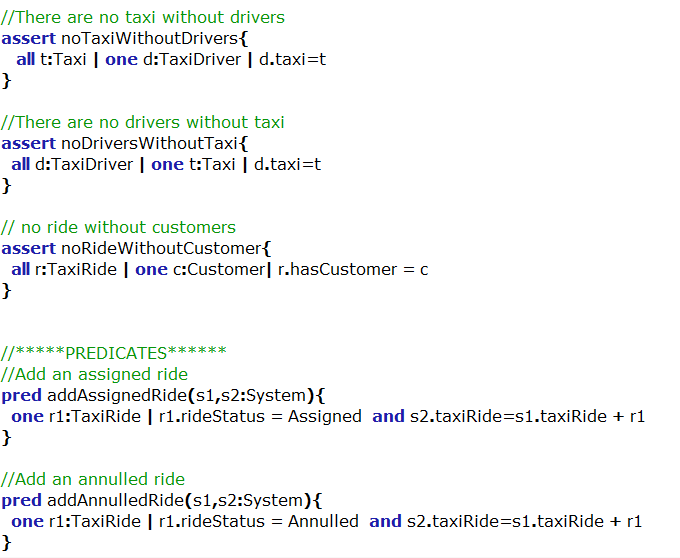 //There are no taxi without drivers
assert noTaxiWithoutDrivers{
all t:Taxi | one d:TaxiDriver | d.taxi=t
}
//There are no drivers without taxi
assert noDriversWithoutTaxi{
all d:TaxiDriver | one t:Taxi | d.taxi=t
}
// no ride without customers
assert noRideWithoutCustomer{
all r:TaxiRide | one c:Customer| r.hasCustomer = c
}
//*****PREDICATES******
//Add an assigned ride
pred addAssignedRide(s1,s2:System){
one r1:TaxiRide | r1.rideStatus = Assigned  and s2.taxiRide=s1.taxiRide + r1
}
//Add an annulled ride
pred addAnnulledRide(s1,s2:System){
one r1:TaxiRide | r1.rideStatus = Annulled  and s2.taxiRide=s1.taxiRide + r1
}